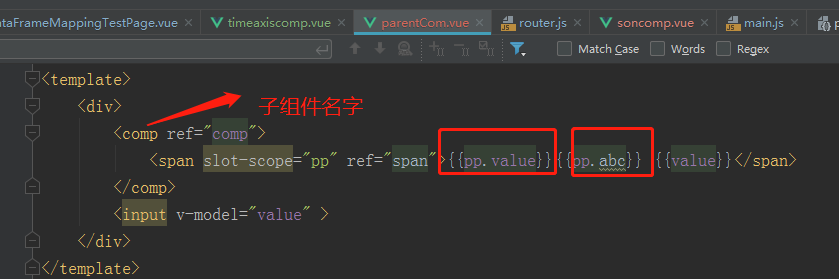 ataFrameMappingTestPage.vue timeaxiscomp.vue parentCom.vue router.js soncomp.vue main.js
Match Case Words Regex
<template>
<div>
子组件名字
<comp ref="comp">
<span slot-scope="pp" ref="span">{{pp.value}}{{pp.abc}} {{value}}</span>
</comp>
<input v-model="value" >
</div>
</template>